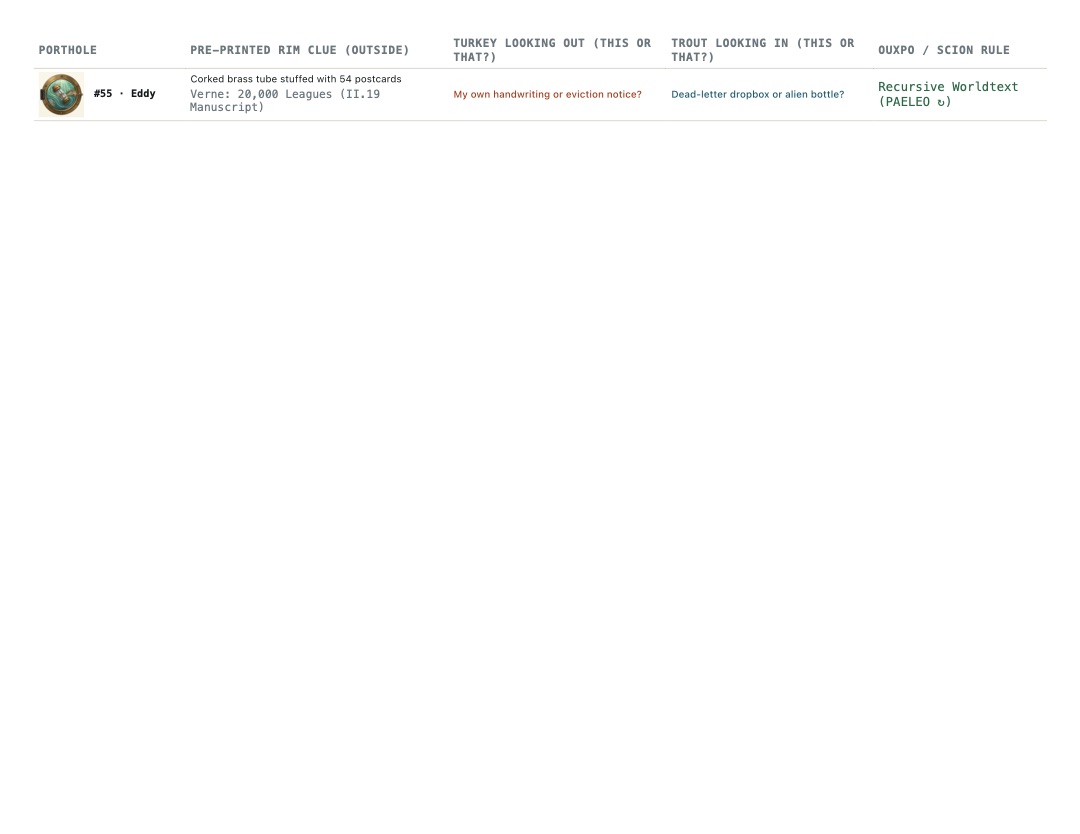 PORTHOLE
PRE-PRINTED RIM CLUE (OUTSIDE)
TURKEY LOOKING OUT (THIS OR
THAT?)
TROUT LOOKING IN (THIS OR
THAT?)
OUXPO / SCION RULE
#55 · Eddy
Corked brass tube stuffed with 54 postcards
Verne: 20,000 Leagues (II.19
Manuscript)
My own handwriting or eviction notice?
Dead-letter dropbox or alien bottle?
Recursive Worldtext
(PAELEO ↻)